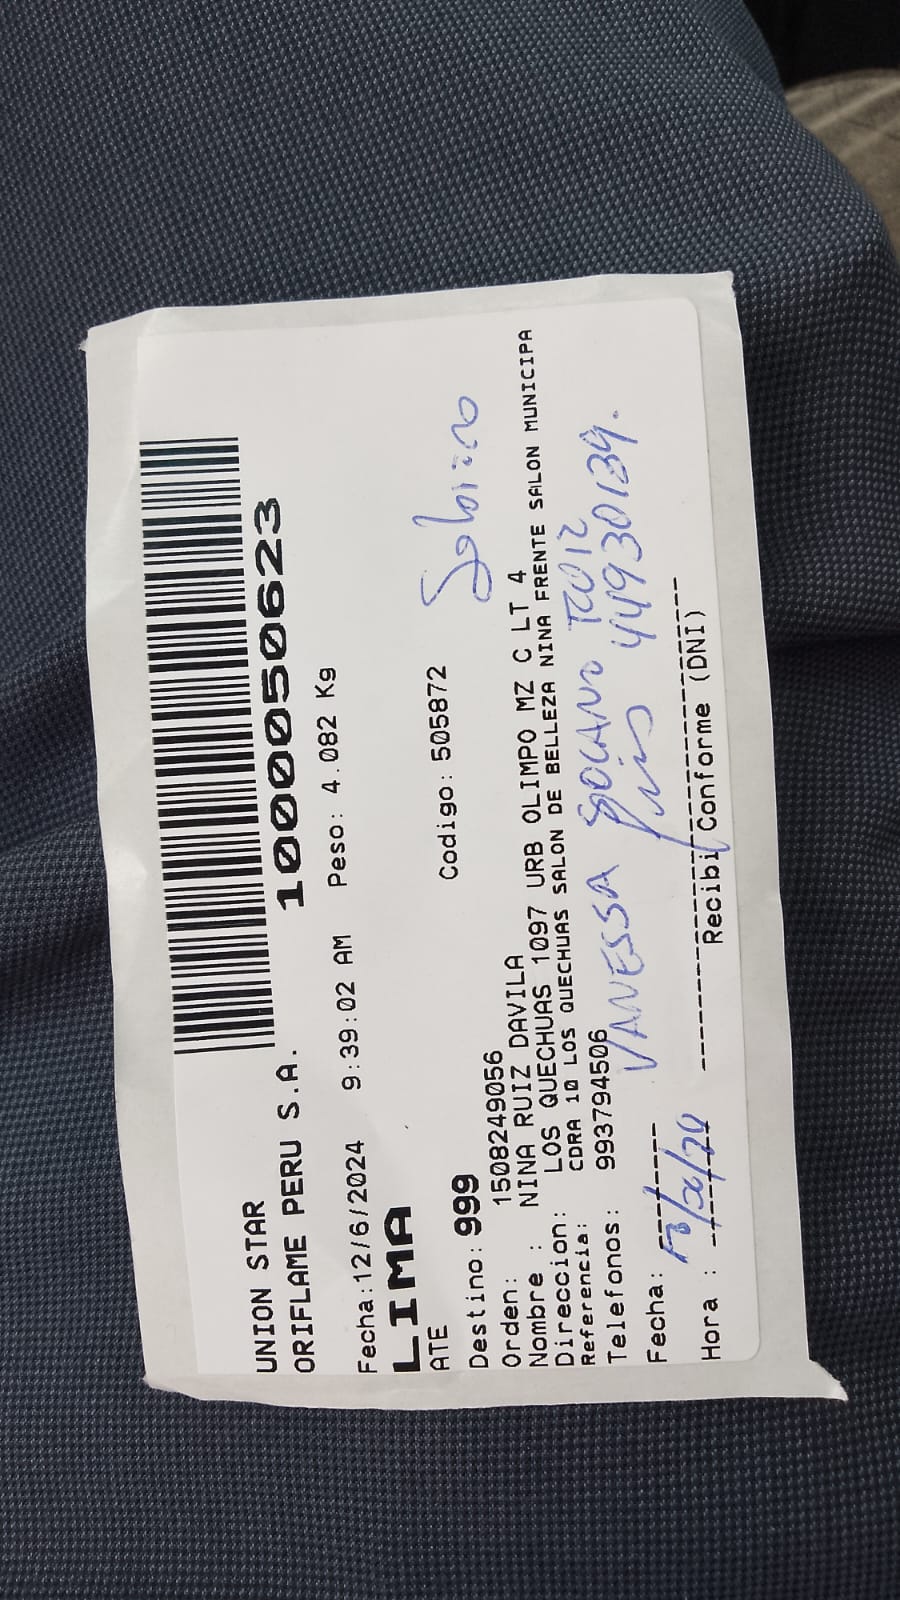 UNION STAR
ORIFLAME PERU S.A. 1000050623
Fecha:12/6/2024 9:39:02 AM Peso: 4.082 Kg
LIMA
ATE Codigo: 505872
Destino: 999
Orden: 1508249056
Nombre : NINA RUIZ DAVILA
Direccion: LOS QUECHUAS 1097 URB OLIMPO MZ C LT 4
Referencia: CDRA 10 LOS QUECHUAS SALON DE BELLEZA NINA FRENTE SALON MUNICIPA
Telefonos: 993794506
VANESSA
44930139.
Fecha:
Hora :
Recibi Conforme (DNI)